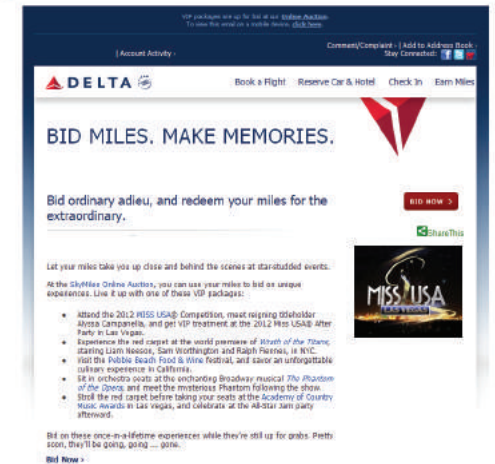 VIP packages are up for bid at our Online Auction.
To view this email on a mobile device, click here.
Comment/Complaint › | Add to Address Book ›
| Account Activity ›
Stay Connected:
DELTA
Book a Flight Reserve Car & Hotel Check In Earn Miles
BID MILES. MAKE MEMORIES.
Bid ordinary adieu, and redeem your miles for the
extraordinary.
BID NOW >
ShareThis
Let your miles take you up close and behind the scenes at star-studded events.
At the SkyMiles Online Auction, you can use your miles to bid on unique
experiences. Live it up with one of these VIP packages:
MISS USA
LAS VEGAS
• Attend the 2012 MISS USA® Competition, meet reigning titleholder
Alyssa Campanella, and get VIP treatment at the 2012 Miss USA® After
Party in Las Vegas.
• Experience the red carpet at the world premiere of Wrath of the Titans,
starring Liam Neeson, Sam Worthington and Ralph Fiennes, in NYC.
• Visit the Pebble Beach Food & Wine festival, and savor an unforgettable
culinary experience in California.
• Sit in orchestra seats at the enchanting Broadway musical The Phantom
of the Opera, and meet the mysterious Phantom following the show.
• Stroll the red carpet before taking your seats at the Academy of Country
Music Awards in Las Vegas, and celebrate at the All-Star Jam party
afterward.
Bid on these once-in-a-lifetime experiences while they're still up for grabs. Pretty
soon, they'll be going, going ... gone.
Bid Now ›